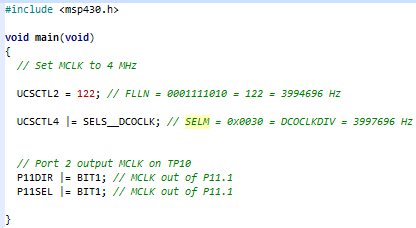 #include <msp430.h>
void main(void)
{
// Set MCLK to 4 MHz
UCSCTL2 = 122; // FLLN = 0001111010 = 122 = 3994696 Hz
UCSCTL4 |= SELS__DCOCLK; // SELM = 0x0030 = DCOCLKDIV = 3997696 Hz
// Port 2 output MCLK on TP10
P11DIR |= BIT1; // MCLK out of P11.1
P11SEL |= BIT1; // MCLK out of P11.1
}